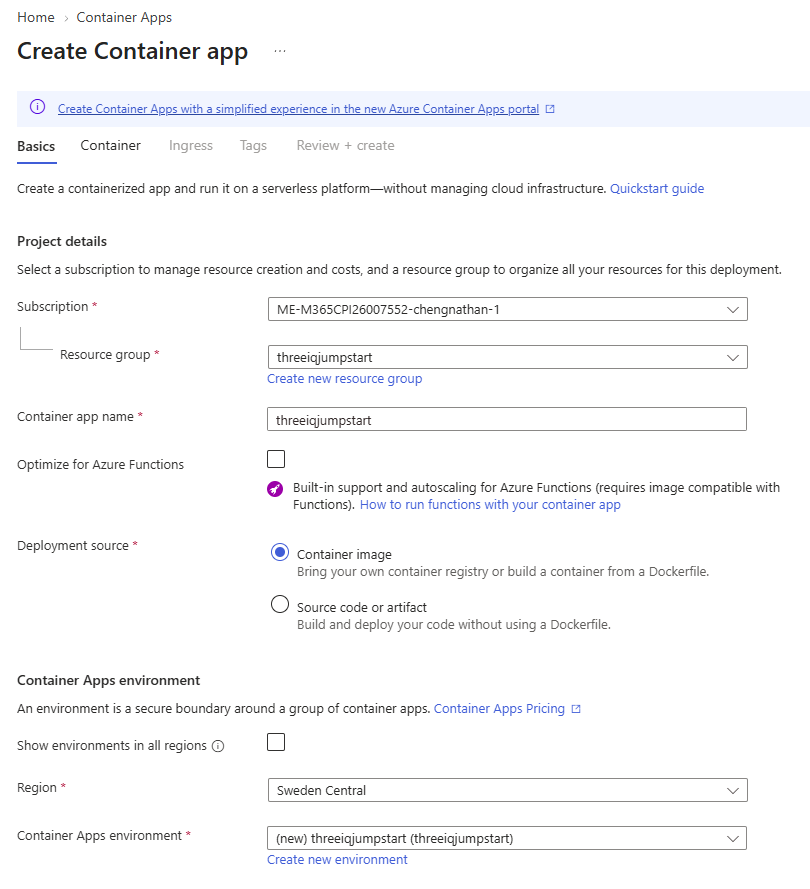 Home › Container Apps
Create Container app ...
Create Container Apps with a simplified experience in the new Azure Container Apps portal
Basics Container Ingress Tags Review + create
Create a containerized app and run it on a serverless platform—without managing cloud infrastructure. Quickstart guide
Project details
Select a subscription to manage resource creation and costs, and a resource group to organize all your resources for this deployment.
Subscription * ME-M365CPI26007552-chengnathan-1
Resource group * threeiqjumpstart
Create new resource group
Container app name * threeiqjumpstart
Optimize for Azure Functions
Built-in support and autoscaling for Azure Functions (requires image compatible with
Functions). How to run functions with your container app
Deployment source * Container image
Bring your own container registry or build a container from a Dockerfile.
Source code or artifact
Build and deploy your code without using a Dockerfile.
Container Apps environment
An environment is a secure boundary around a group of container apps. Container Apps Pricing
Show environments in all regions
Region * Sweden Central
Container Apps environment * (new) threeiqjumpstart (threeiqjumpstart)
Create new environment